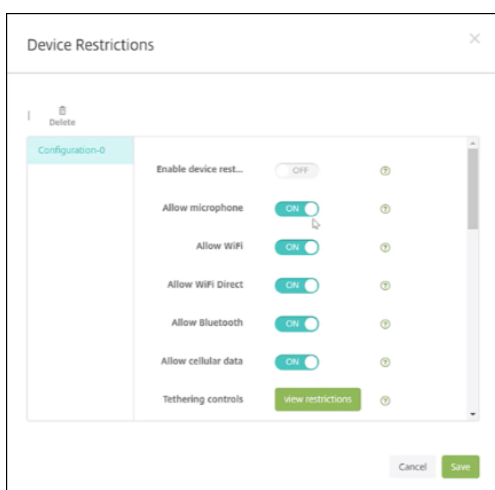 Device Restrictions
Delete
Configuration-0
Enable device rest... OFF
Allow microphone ON
Allow WiFi ON
Allow WiFi Direct ON
Allow Bluetooth ON
Allow cellular data ON
Tethering controls view restrictions
Cancel Save